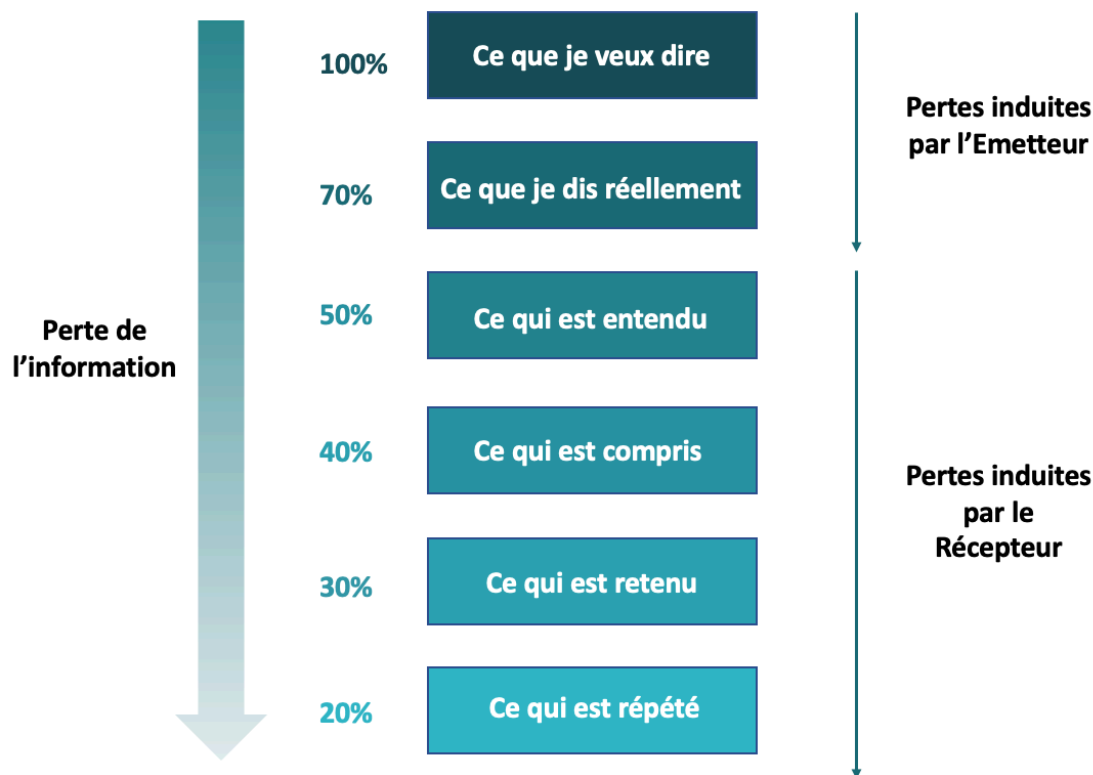 100%
Ce que je veux dire
Pertes induites
par l'Emetteur
70%
Ce que je dis réellement
50%
Ce qui est entendu
Perte de
l'information
40%
Ce qui est compris
Pertes induites
par le
Récepteur
30%
Ce qui est retenu
20%
Ce qui est répété